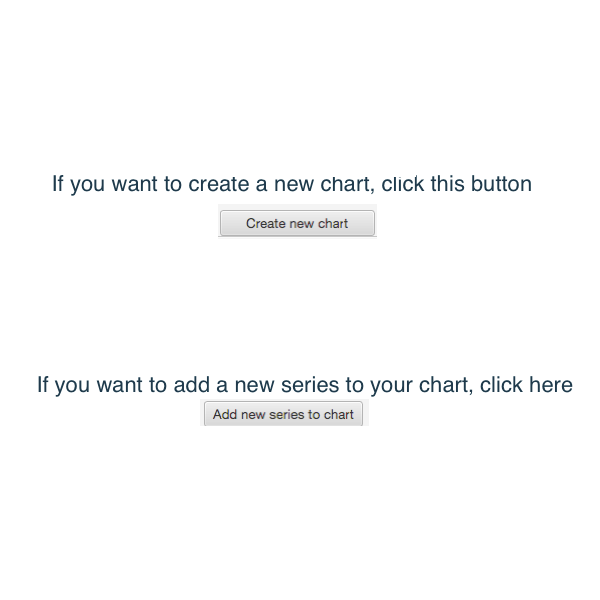 If you want to create a new chart, click this button
Create new chart
If you want to add a new series to your chart, click here
Add new series to chart